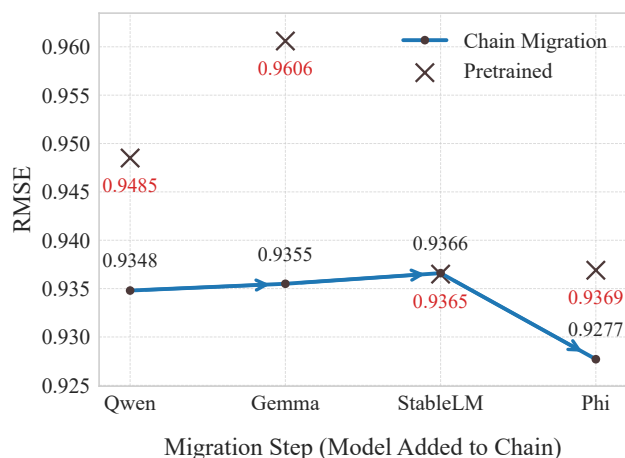 0.960
0.955
0.950
0.945
0.940
0.935
0.930
0.925
RMSE
Chain Migration
Pretrained
0.9606
0.9485
0.9348
0.9355
0.9366
0.9365
0.9369
0.9277
Qwen
Gemma
StableLM
Phi
Migration Step (Model Added to Chain)